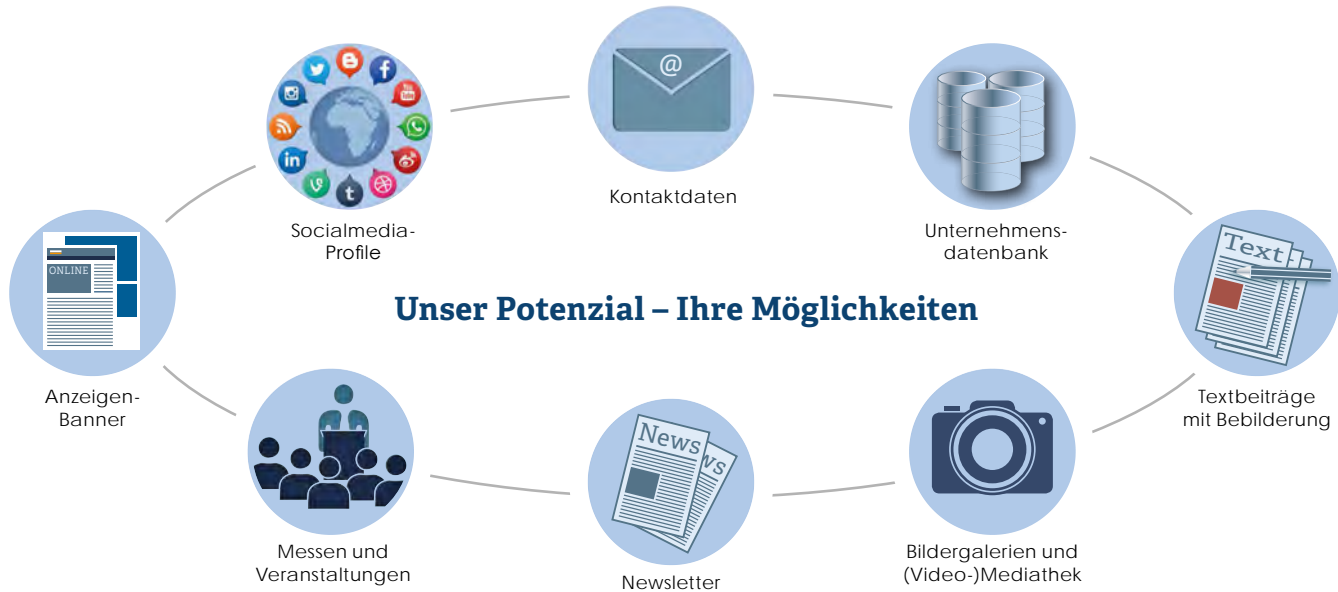 @
Kontaktdaten
Socialmedia-
Profile
Unternehmens-
datenbank
Text
ONLINE
Unser Potenzial – Ihre Möglichkeiten
Anzeigen-
Banner
Textbeiträge
mit Bebilderung
News
ws
Messen und
Veranstaltungen
Newsletter
Bildergalerien und
(Video-)Mediathek